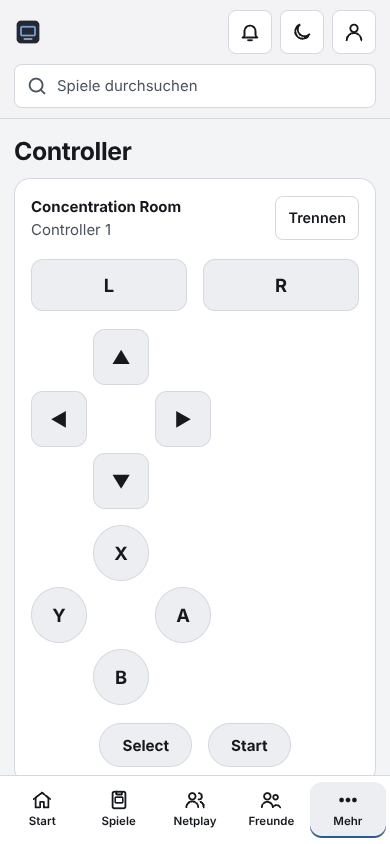 Spiele durchsuchen
Controller
Concentration Room
Controller 1
Trennen
L
R
X
Y
A
B
Select
Start
Start
Spiele
Netplay
Freunde
Mehr